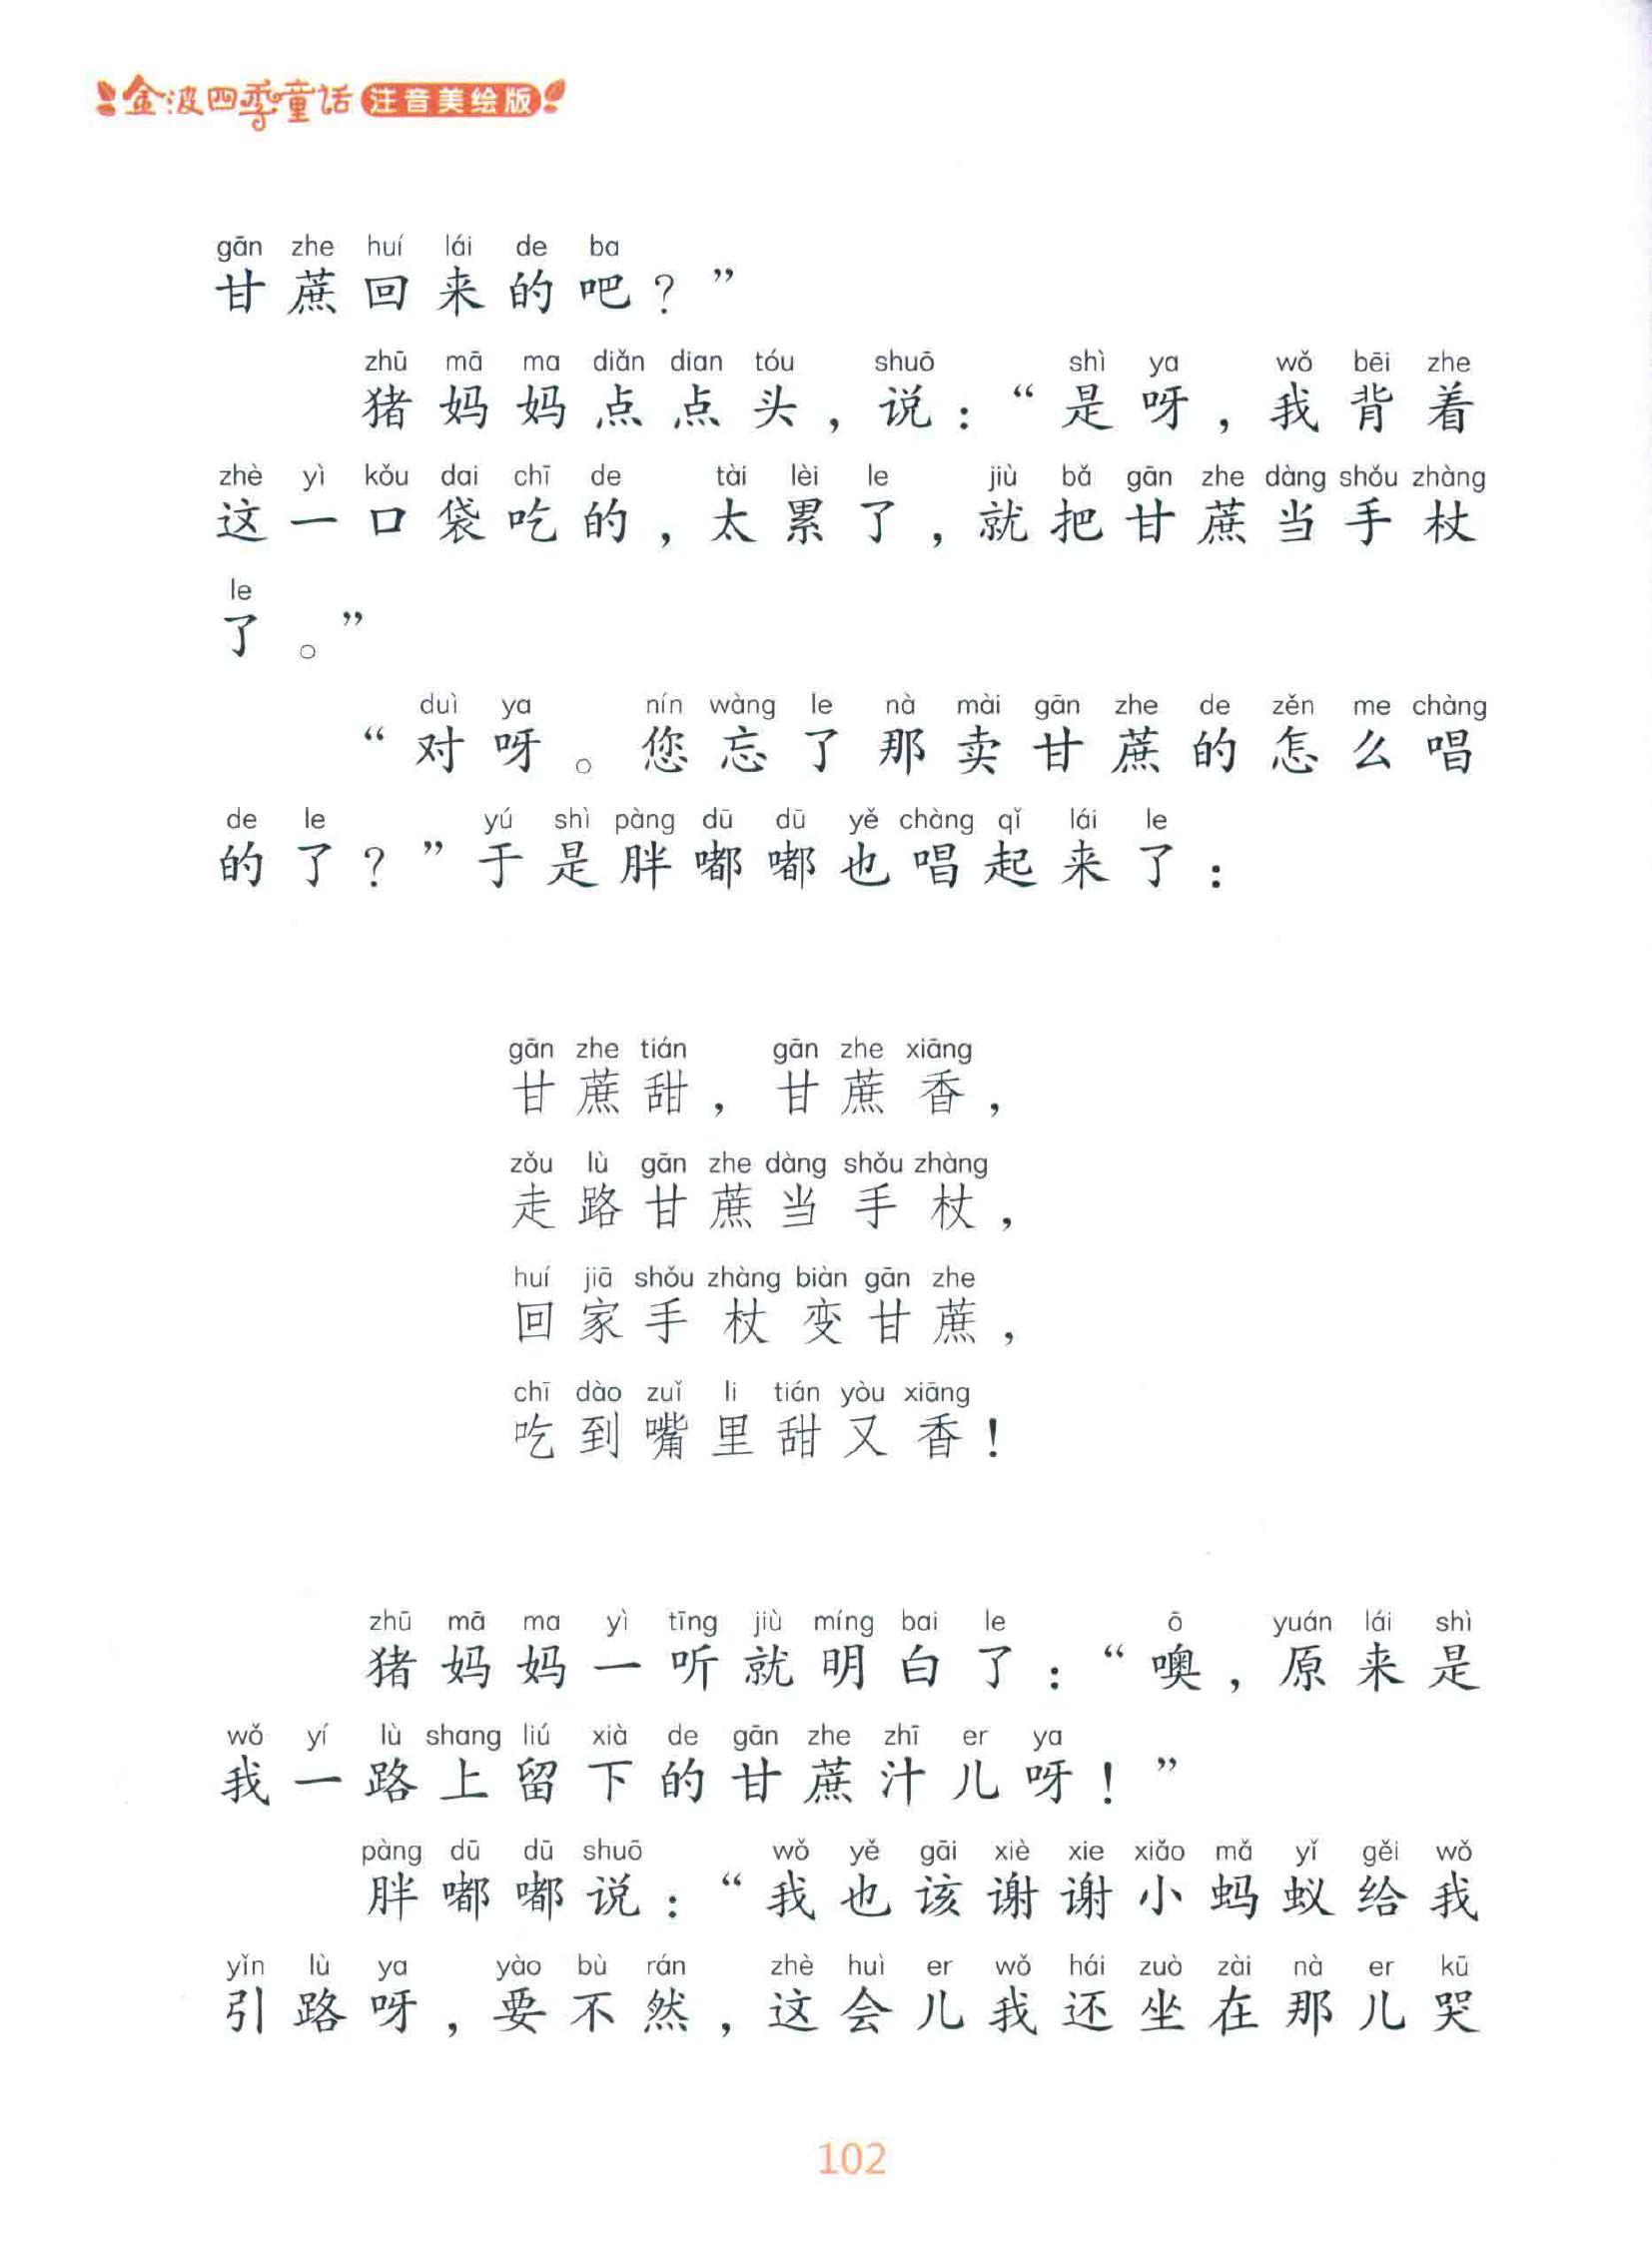 金波四季童话 注音美绘版
gān zhe huí lái de ba
甘蔗回来的吧？”
zhū mā ma diǎn dian tóu shuō shì ya wǒ bēi zhe
猪妈妈点点头，说：“是呀，我背着
zhè yì kǒu dai chī de tài lèi le jiù bǎ gān zhe dàng shǒu zhàng
这一口袋吃的，太累了，就把甘蔗当手杖
le
了。”
duì ya nín wàng le nà mài gān zhe de zěn me chàng
“对呀。您忘了那卖甘蔗的怎么唱
de le yú shì pàng dū dū yě chàng qǐ lái le
的了？”于是胖嘟嘟也唱起来了：
gān zhe tián gān zhe xiāng
甘蔗甜，甘蔗香，
zǒu lù gān zhe dàng shǒu zhàng
走路甘蔗当手杖，
huí jiā shǒu zhàng biàn gān zhe
回家手杖变甘蔗，
chī dào zuǐ li tián yòu xiāng
吃到嘴里甜又香！
zhū mā ma yì tīng jiù míng bai le ō yuán lái shì
猪妈妈一听就明白了：“噢，原来是
wǒ yí lù shang liú xià de gān zhe zhī er ya
我一路上留下的甘蔗汁儿呀！”
pàng dū dū shuō wǒ yě gāi xiè xie xiǎo mǎ yǐ gěi wǒ
胖嘟嘟说：“我也该谢谢小蚂蚁给我
yǐn lù ya yào bù rán zhè huì er wǒ hái zuò zài nà er kū
引路呀，要不然，这会儿我还坐在那儿哭
102